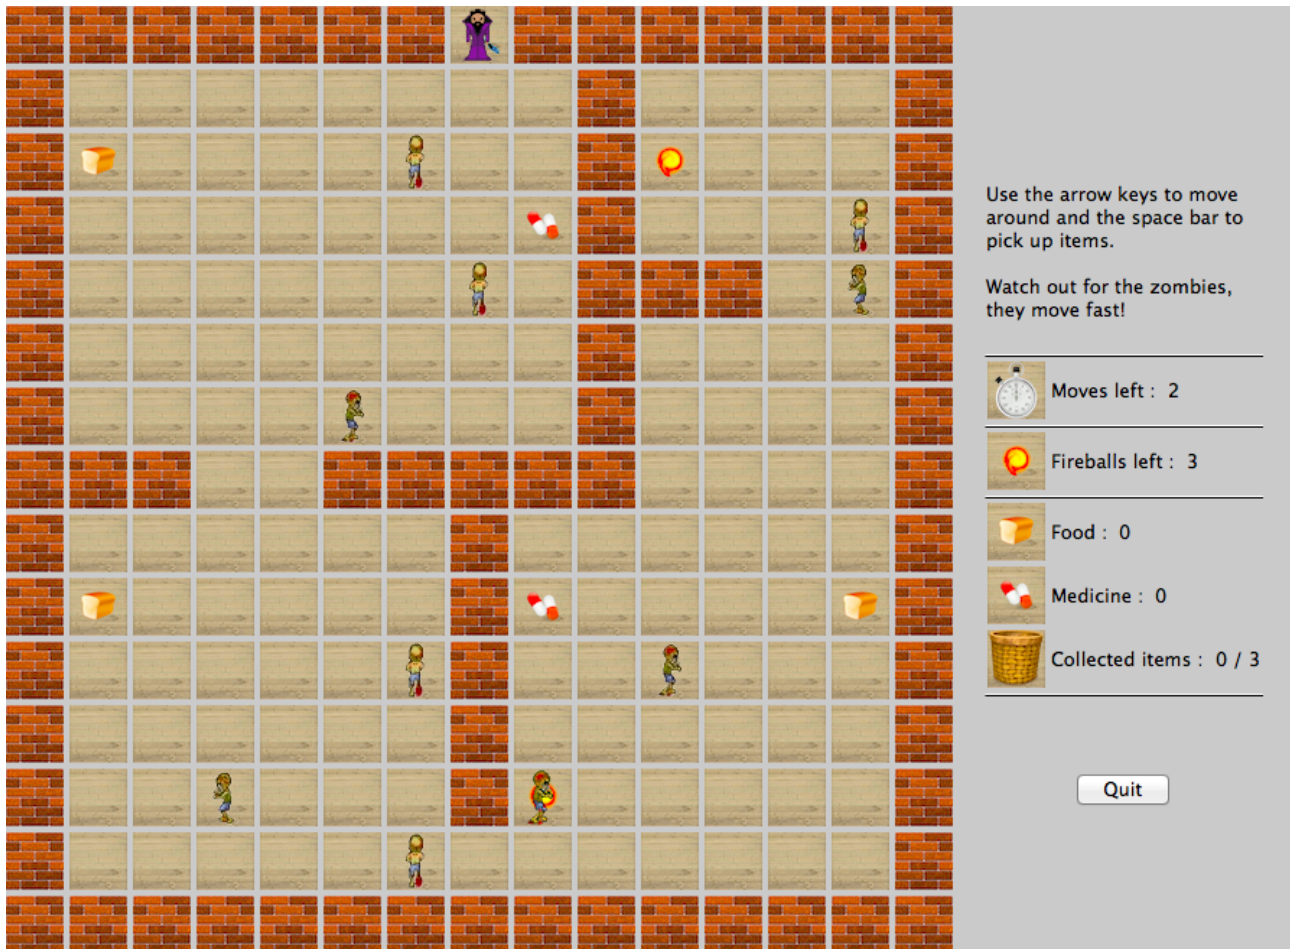 Use the arrow keys to move
around and the space bar to
pick up items.
Watch out for the zombies,
they move fast!
Moves left : 2
Fireballs left : 3
Food : 0
Medicine : 0
Collected items : 0 / 3
Quit